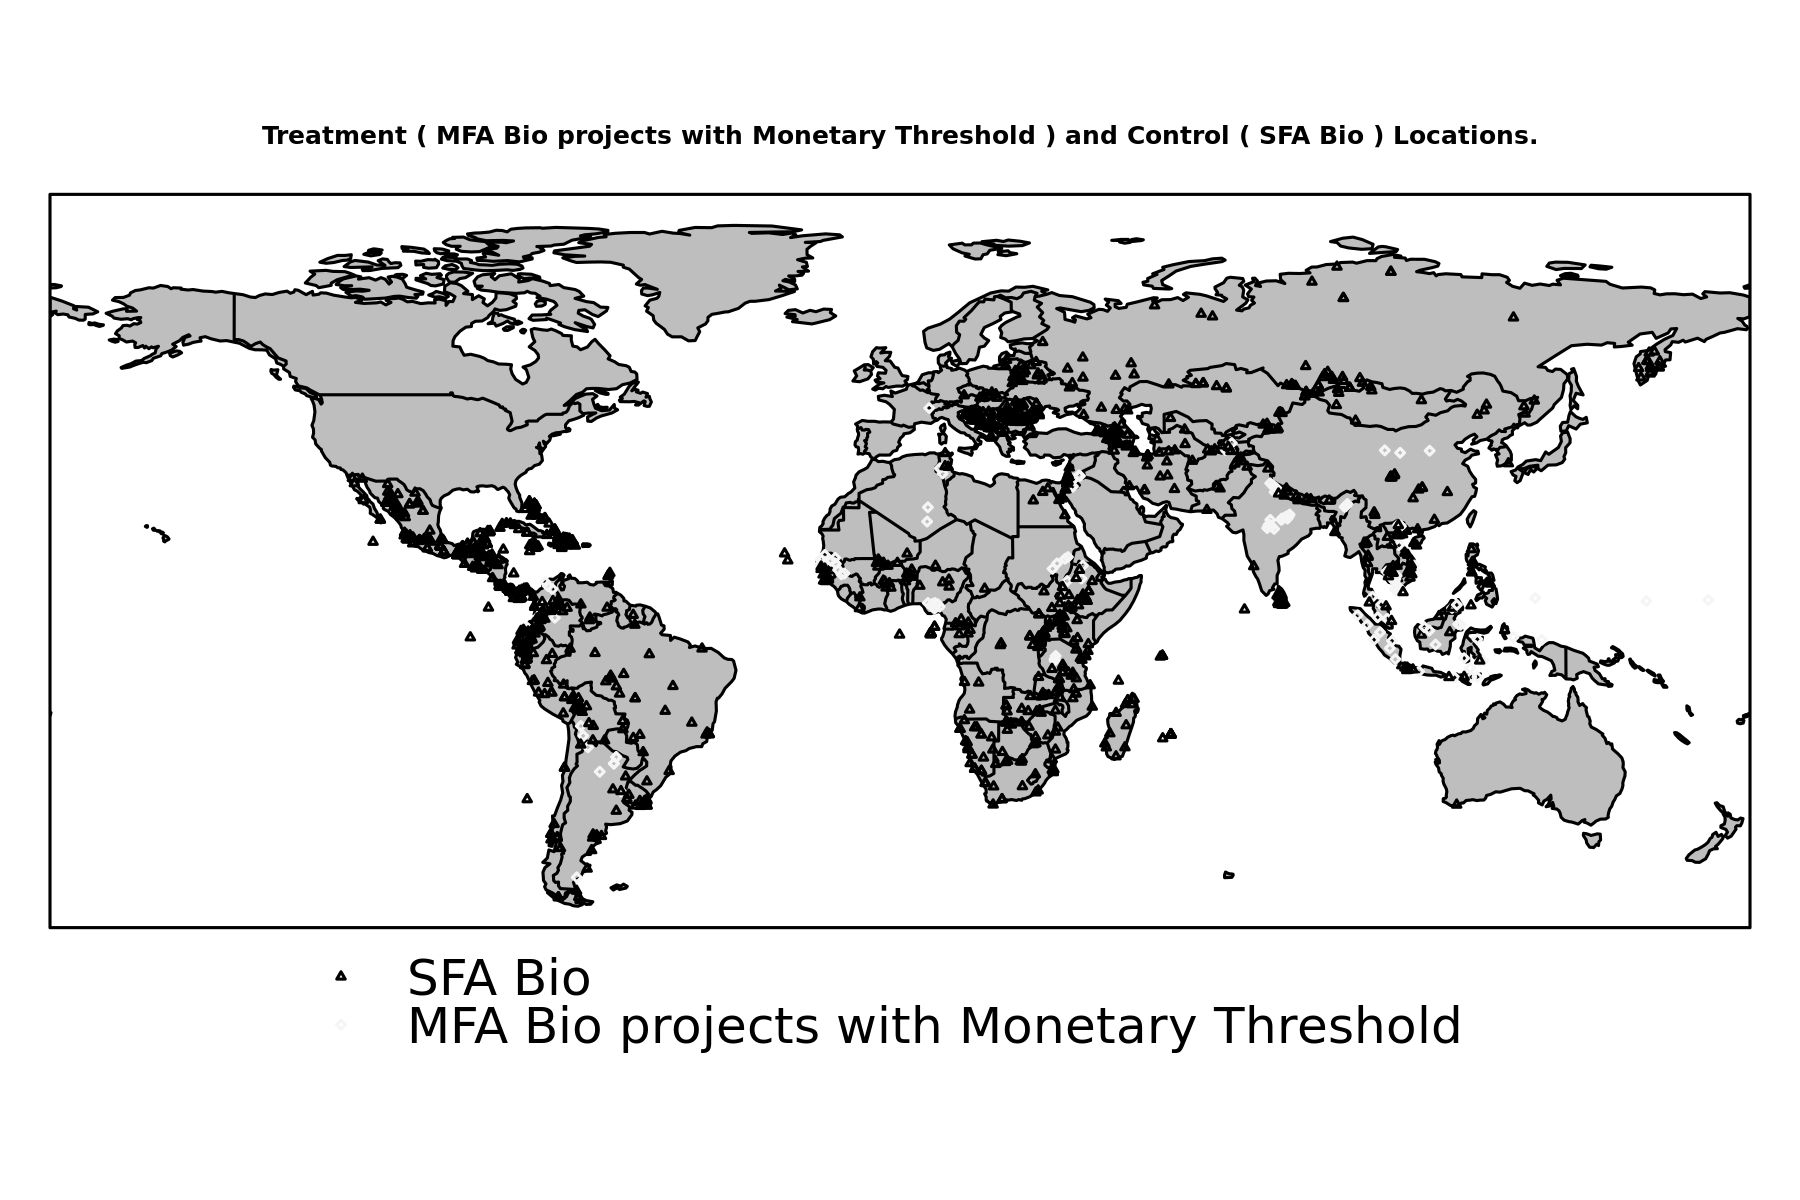 Treatment ( MFA Bio projects with Monetary Threshold ) and Control ( SFA Bio ) Locations.
SFA Bio
MFA Bio projects with Monetary Threshold